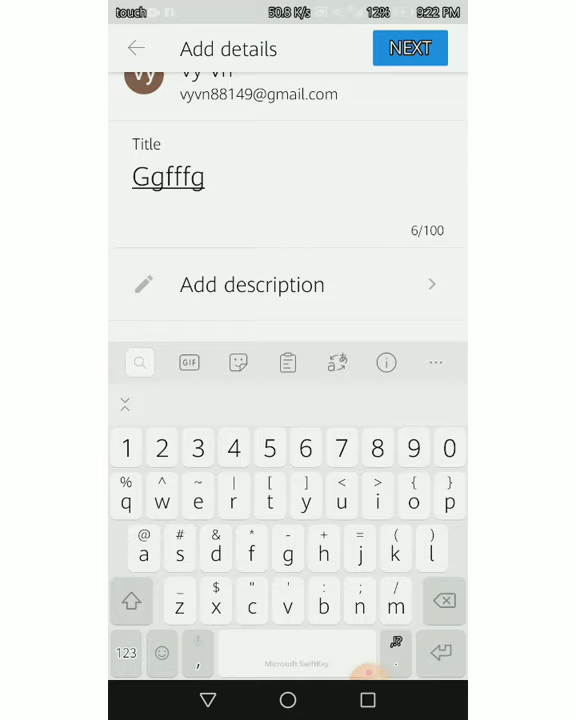 touch 50.8 K/s 12% 9:22 PM
Add details NEXT
vyvn88149@gmail.com
Title
Ggfffg
6/100
Add description
GIF
1 2 3 4 5 6 7 8 9 0
% ^ ~ | [ ] < > { }
q w e r t y u i o p
@ # & * - + = ( )
a s d f g h j k l
_ $ " ' : ; /
z x c v b n m
123 , Microsoft SwiftKey .